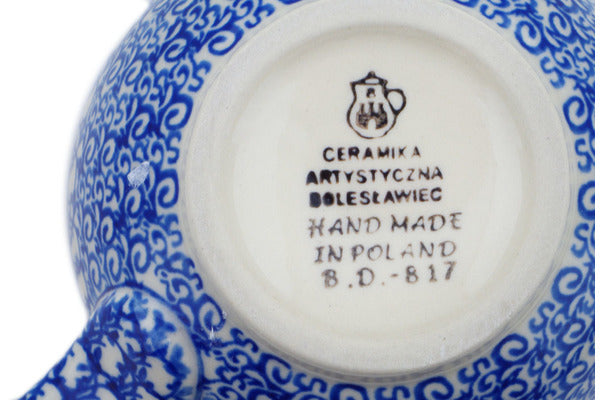 CERAMIKA
ARTYSTYCZNA
BOLESŁAWIEC
HAND MADE
IN POLAND
B.D.-817